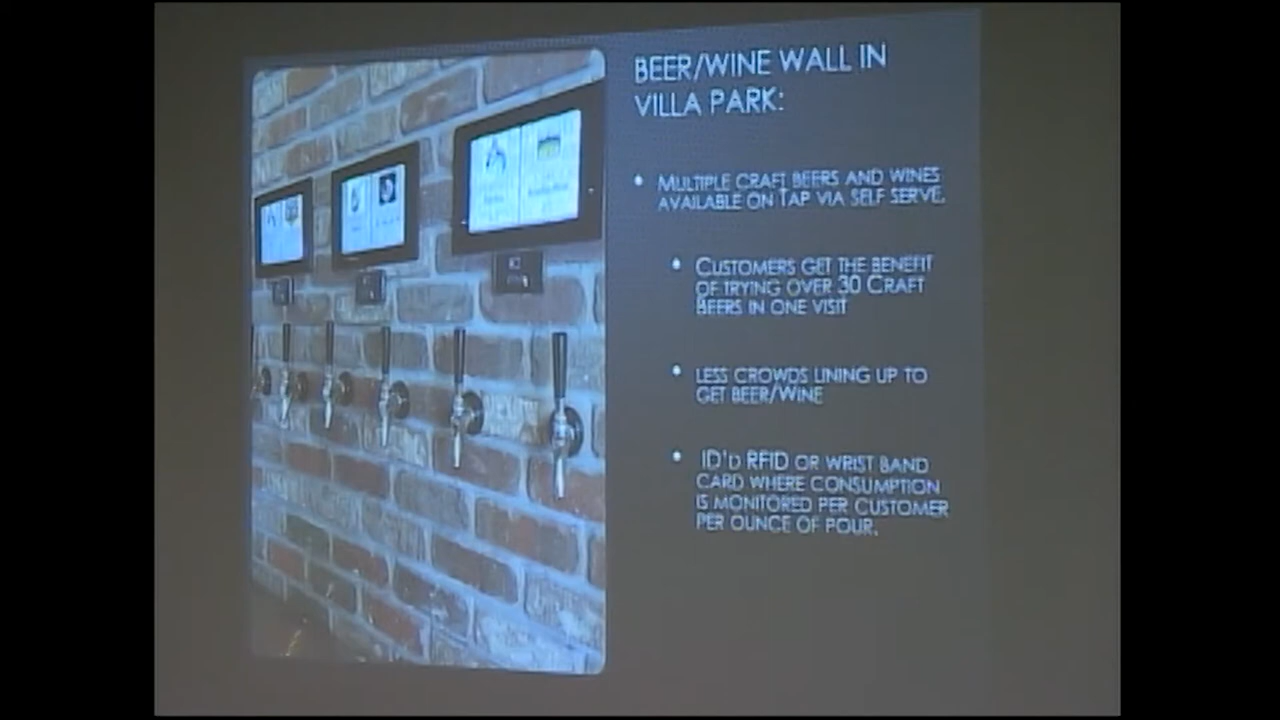 BEER/WINE WALL IN
VILLA PARK:
• MULTIPLE CRAFT BEERS AND WINES
AVAILABLE ON TAP VIA SELF SERVE.
• CUSTOMERS GET THE BENEFIT
OF TRYING OVER 30 CRAFT
BEERS IN ONE VISIT
• LESS CROWDS LINING UP TO
GET BEER/WINE
• ID'D RFID OR WRIST BAND
CARD WHERE CONSUMPTION
IS MONITORED PER CUSTOMER
PER OUNCE OF POUR.